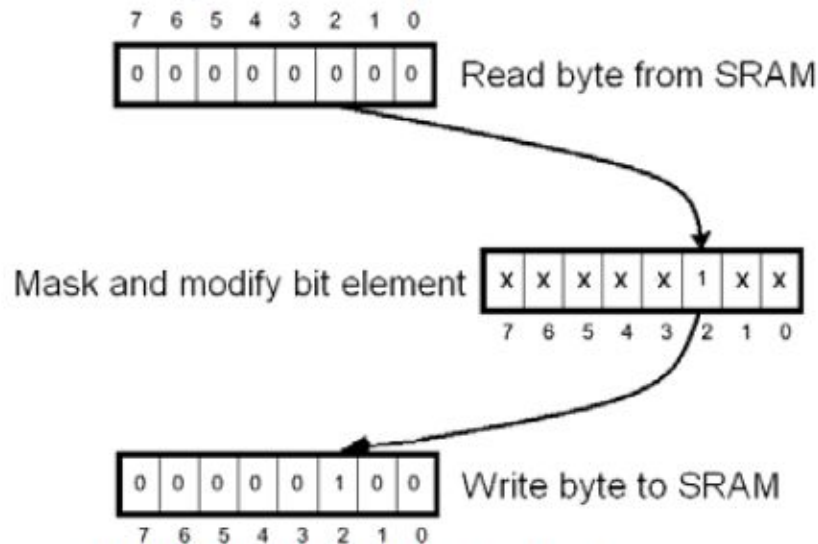 7 6 5 4 3 2 1 0
0 0 0 0 0 0 0 0 Read byte from SRAM
Mask and modify bit element x x x x x 1 x x
7 6 5 4 3 2 1 0
0 0 0 0 0 1 0 0 Write byte to SRAM
7 6 5 4 3 2 1 0